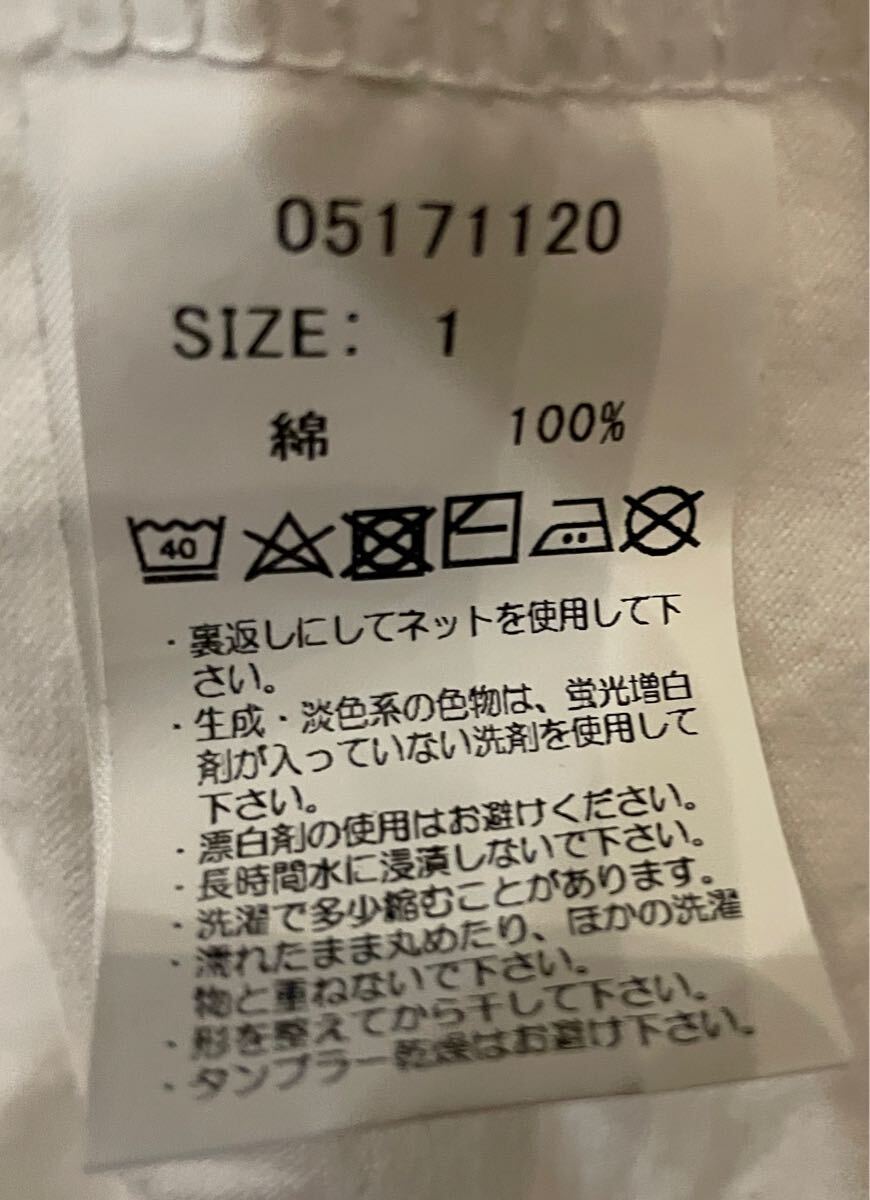 05171120
SIZE: 1
綿 100%
40
・裏返しにしてネットを使用して下
さい。
・生成・淡色系の色物は、蛍光増白
剤が入っていない洗剤を使用して
下さい。
・漂白剤の使用はお避けください。
・長時間水に浸漬しないで下さい。
・洗濯で多少縮むことがあります。
・濡れたまま丸めたり、ほかの洗濯
物と重ねないで下さい。
・形を整えてから干して下さい。
・タンブラー乾燥はお避け下さい。